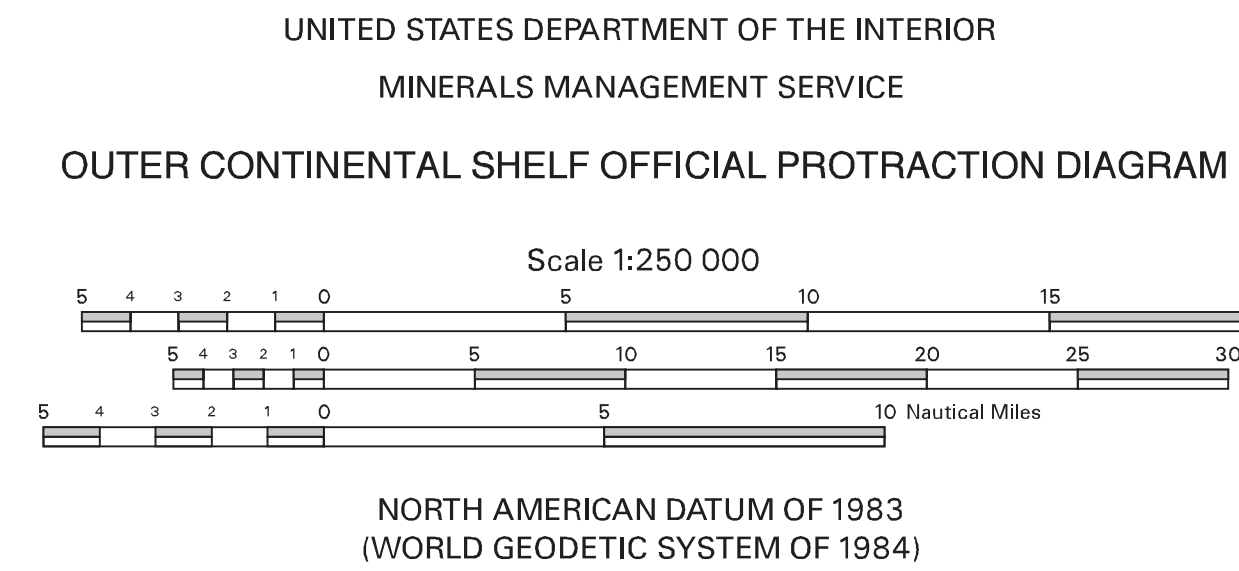 UNITED STATES DEPARTMENT OF THE INTERIOR
MINERALS MANAGEMENT SERVICE
OUTER CONTINENTAL SHELF OFFICIAL PROTRACTION DIAGRAM
Scale 1:250 000
5 4 3 2 1 0 5 10 15
5 4 3 2 1 0 5 10 15 20 25 30
5 4 3 2 1 0 5 10 Nautical Miles
NORTH AMERICAN DATUM OF 1983
(WORLD GEODETIC SYSTEM OF 1984)